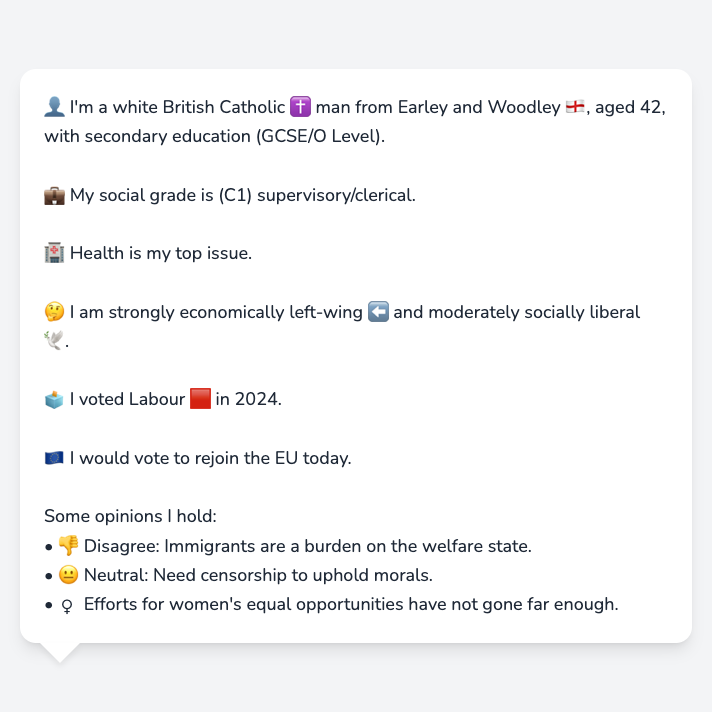 👤 I'm a white British Catholic ✝️ man from Earley and Woodley 🏴󠁧󠁢󠁥󠁮󠁧󠁿, aged 42,
with secondary education (GCSE/O Level).
💼 My social grade is (C1) supervisory/clerical.
🏥 Health is my top issue.
🤔 I am strongly economically left-wing ⬅️ and moderately socially liberal
🕊️.
🗳️ I voted Labour 🟥 in 2024.
🇪🇺 I would vote to rejoin the EU today.
Some opinions I hold:
• 👎 Disagree: Immigrants are a burden on the welfare state.
• 😐 Neutral: Need censorship to uphold morals.
• ♀ Efforts for women's equal opportunities have not gone far enough.